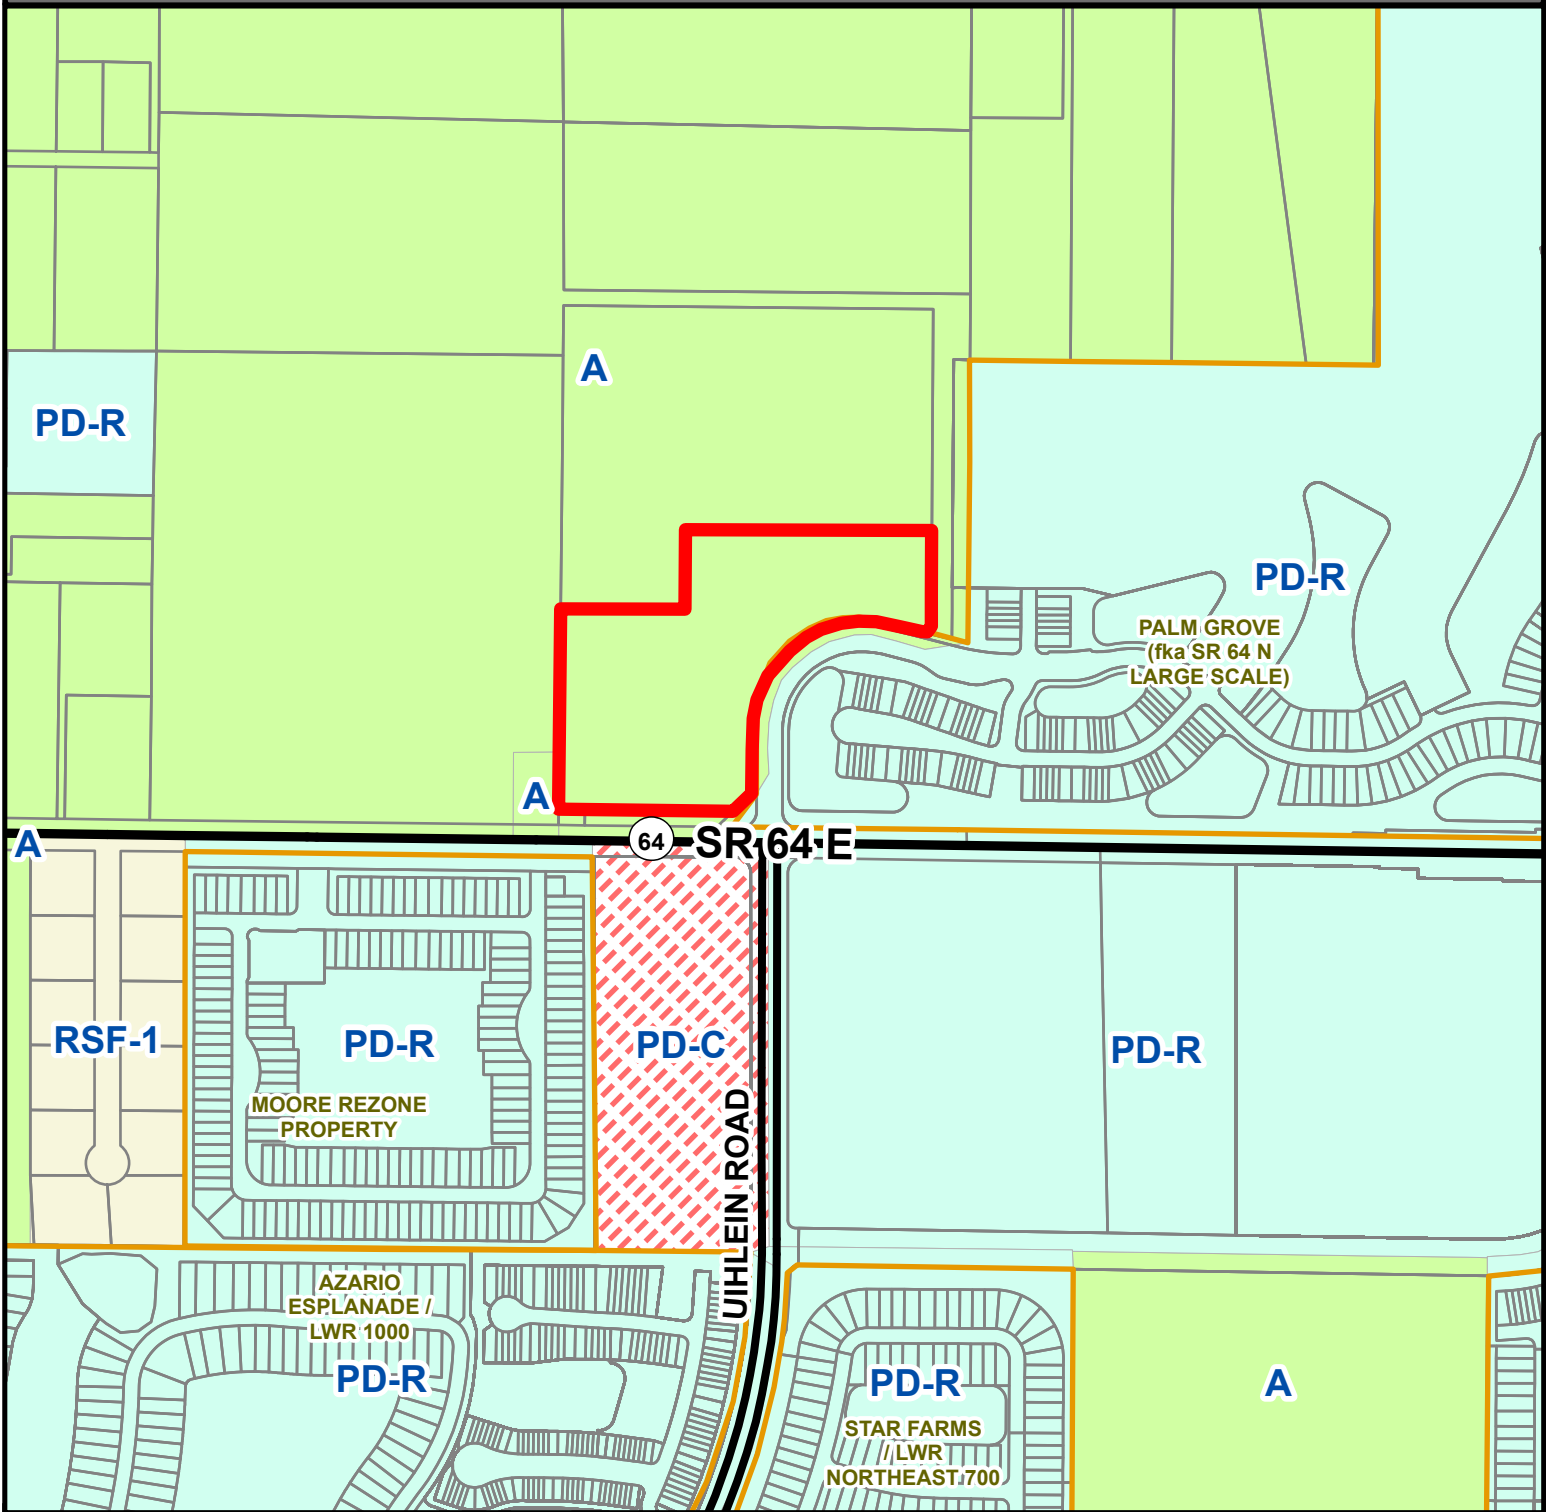 A
PD-R
PD-R
PALM GROVE
(fka SR 64 N
LARGE SCALE)
A
A
64
SR 64 E
RSF-1
PD-R
PD-C
PD-R
MOORE REZONE
PROPERTY
UIHLEIN ROAD
AZARIO
ESPLANADE /
LWR 1000
PD-R
PD-R
A
STAR FARMS
/ LWR
NORTHEAST 700